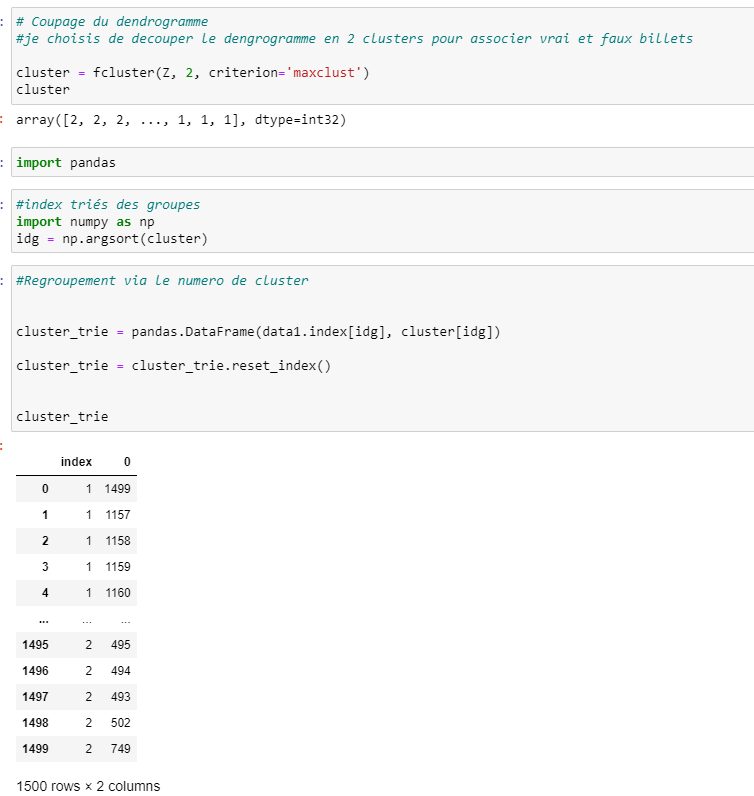 # Coupage du dendrogramme
#je choisis de decouper le dengrogramme en 2 clusters pour associer vrai et faux billets
cluster = fcluster(Z, 2, criterion='maxclust')
cluster
array([2, 2, 2, ..., 1, 1, 1], dtype=int32)
import pandas
#index triés des groupes
import numpy as np
idg = np.argsort(cluster)
#Regroupement via le numero de cluster
cluster_trie = pandas.DataFrame(data1.index[idg], cluster[idg])
cluster_trie = cluster_trie.reset_index()
cluster_trie
index 0
0 1 1499
1 1 1157
2 1 1158
3 1 1159
4 1 1160
... ... ...
1495 2 495
1496 2 494
1497 2 493
1498 2 502
1499 2 749
1500 rows × 2 columns